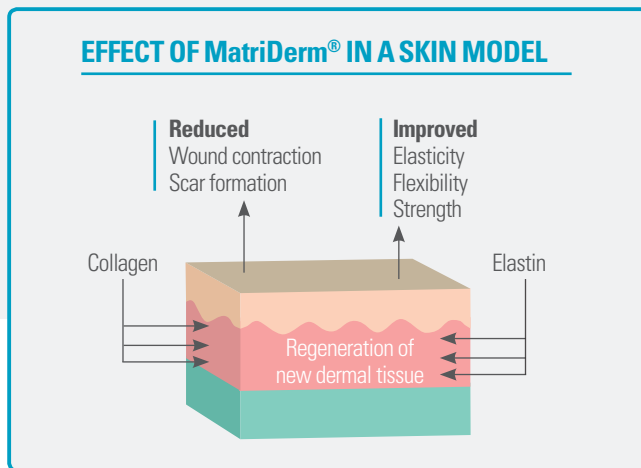 EFFECT OF MatriDerm® IN A SKIN MODEL
Reduced
Wound contraction
Scar formation
Improved
Elasticity
Flexibility
Strength
Collagen
Elastin
Regeneration of
new dermal tissue